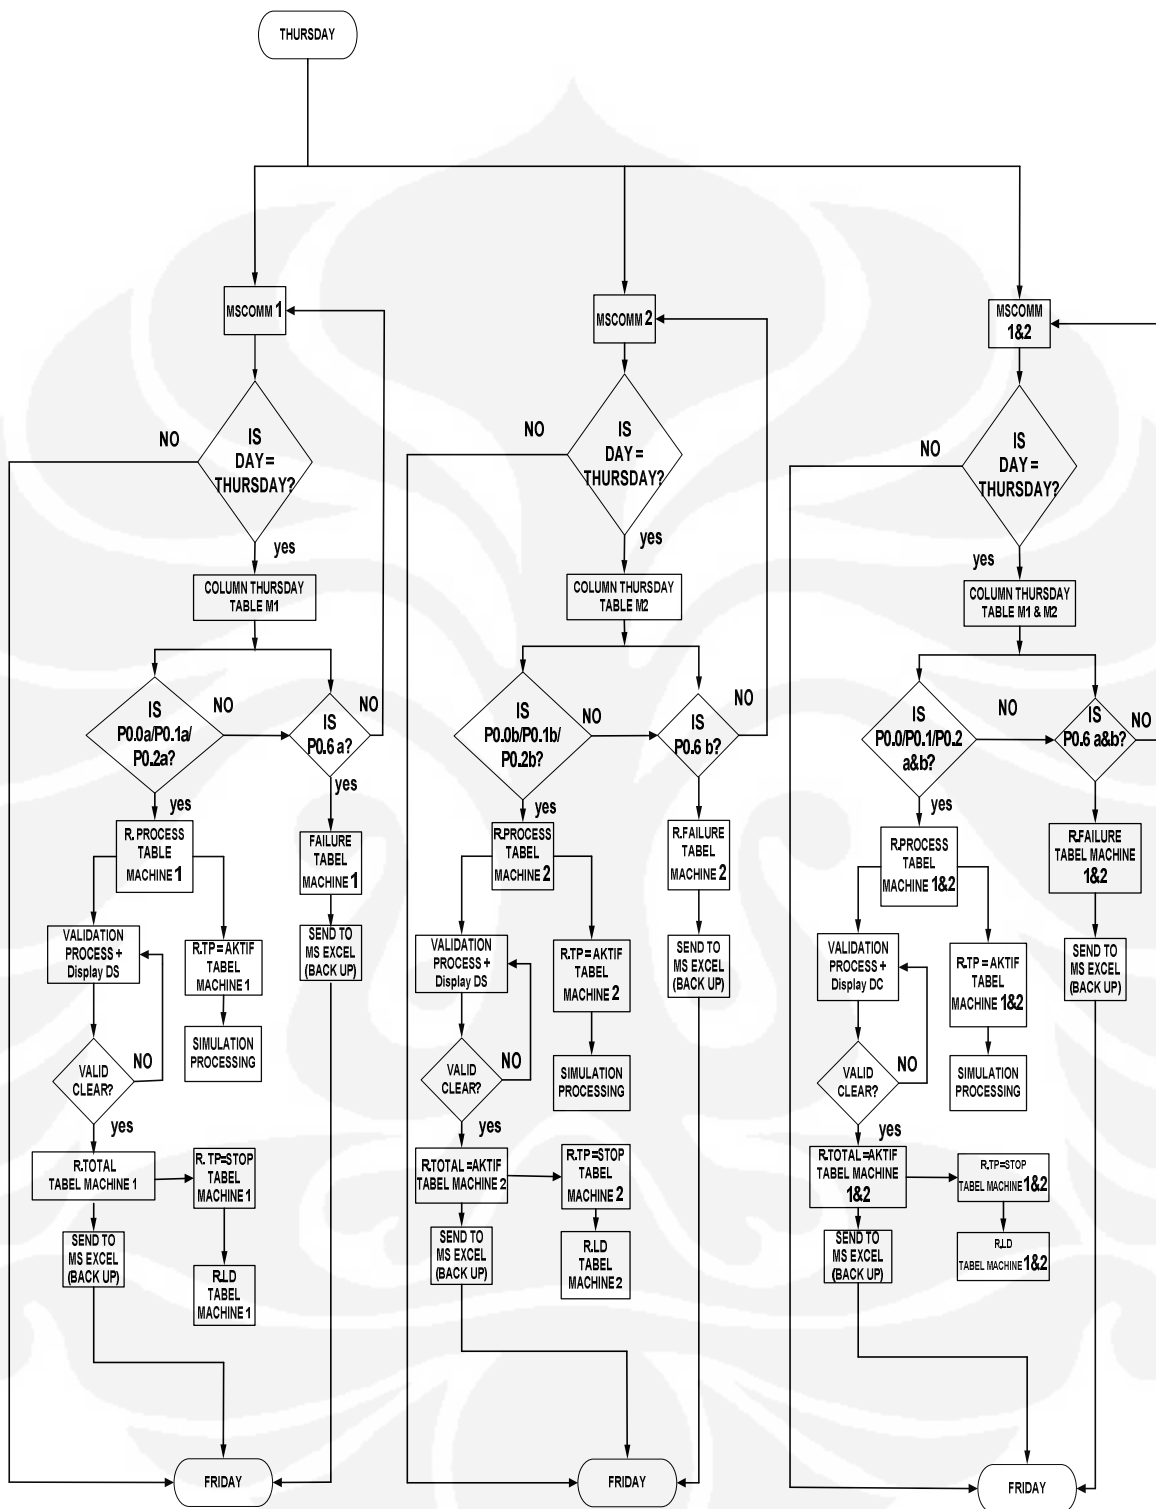 THURSDAY
MSCOMM 1
IS
DAY =
THURSDAY?
NO
yes
COLUMN THURSDAY
TABLE M1
IS
P0.0a/P0.1a/
P0.2a?
NO
yes
IS
P0.6 a?
NO
yes
R. PROCESS
TABLE
MACHINE 1
FAILURE
TABEL
MACHINE 1
VALIDATION
PROCESS +
Display DS
R.TP = AKTIF
TABEL
MACHINE 1
SEND TO
MS EXCEL
(BACK UP)
SIMULATION
PROCESSING
VALID
CLEAR?
NO
yes
R.TOTAL
TABEL MACHINE 1
R. TP=STOP
TABEL
MACHINE 1
SEND TO
MS EXCEL
(BACK UP)
R.LD
TABEL
MACHINE 1
FRIDAY
MSCOMM 2
IS
DAY =
THURSDAY?
NO
yes
COLUMN THURSDAY
TABLE M2
IS
P0.0b/P0.1b/
P0.2b?
NO
yes
IS
P0.6 b?
NO
R.PROCESS
TABEL
MACHINE 2
R.FAILURE
TABEL
MACHINE 2
VALIDATION
PROCESS +
Display DS
R.TP = AKTIF
TABEL
MACHINE 2
SEND TO
MS EXCEL
(BACK UP)
SIMULATION
PROCESSING
VALID
CLEAR?
NO
yes
R.TOTAL =AKTIF
TABEL MACHINE 2
R.TP=STOP
TABEL
MACHINE 2
SEND TO
MS EXCEL
(BACK UP)
R.LD
TABEL
MACHINE 2
FRIDAY
MSCOMM
1&2
IS
DAY =
THURSDAY?
NO
yes
COLUMN THURSDAY
TABLE M1 & M2
IS
P0.0/P0.1/P0.2
a&b?
NO
yes
IS
P0.6 a&b?
NO
R.PROCESS
TABEL
MACHINE 1&2
R.FAILURE
TABEL MACHINE
1&2
VALIDATION
PROCESS +
Display DC
R.TP = AKTIF
TABEL
MACHINE 1&2
SEND TO
MS EXCEL
(BACK UP)
SIMULATION
PROCESSING
VALID
CLEAR?
NO
yes
R.TOTAL =AKTIF
TABEL MACHINE
1&2
R.TP=STOP
TABEL MACHINE 1&2
SEND TO
MS EXCEL
(BACK UP)
R.LD
TABEL MACHINE 1&2
FRIDAY